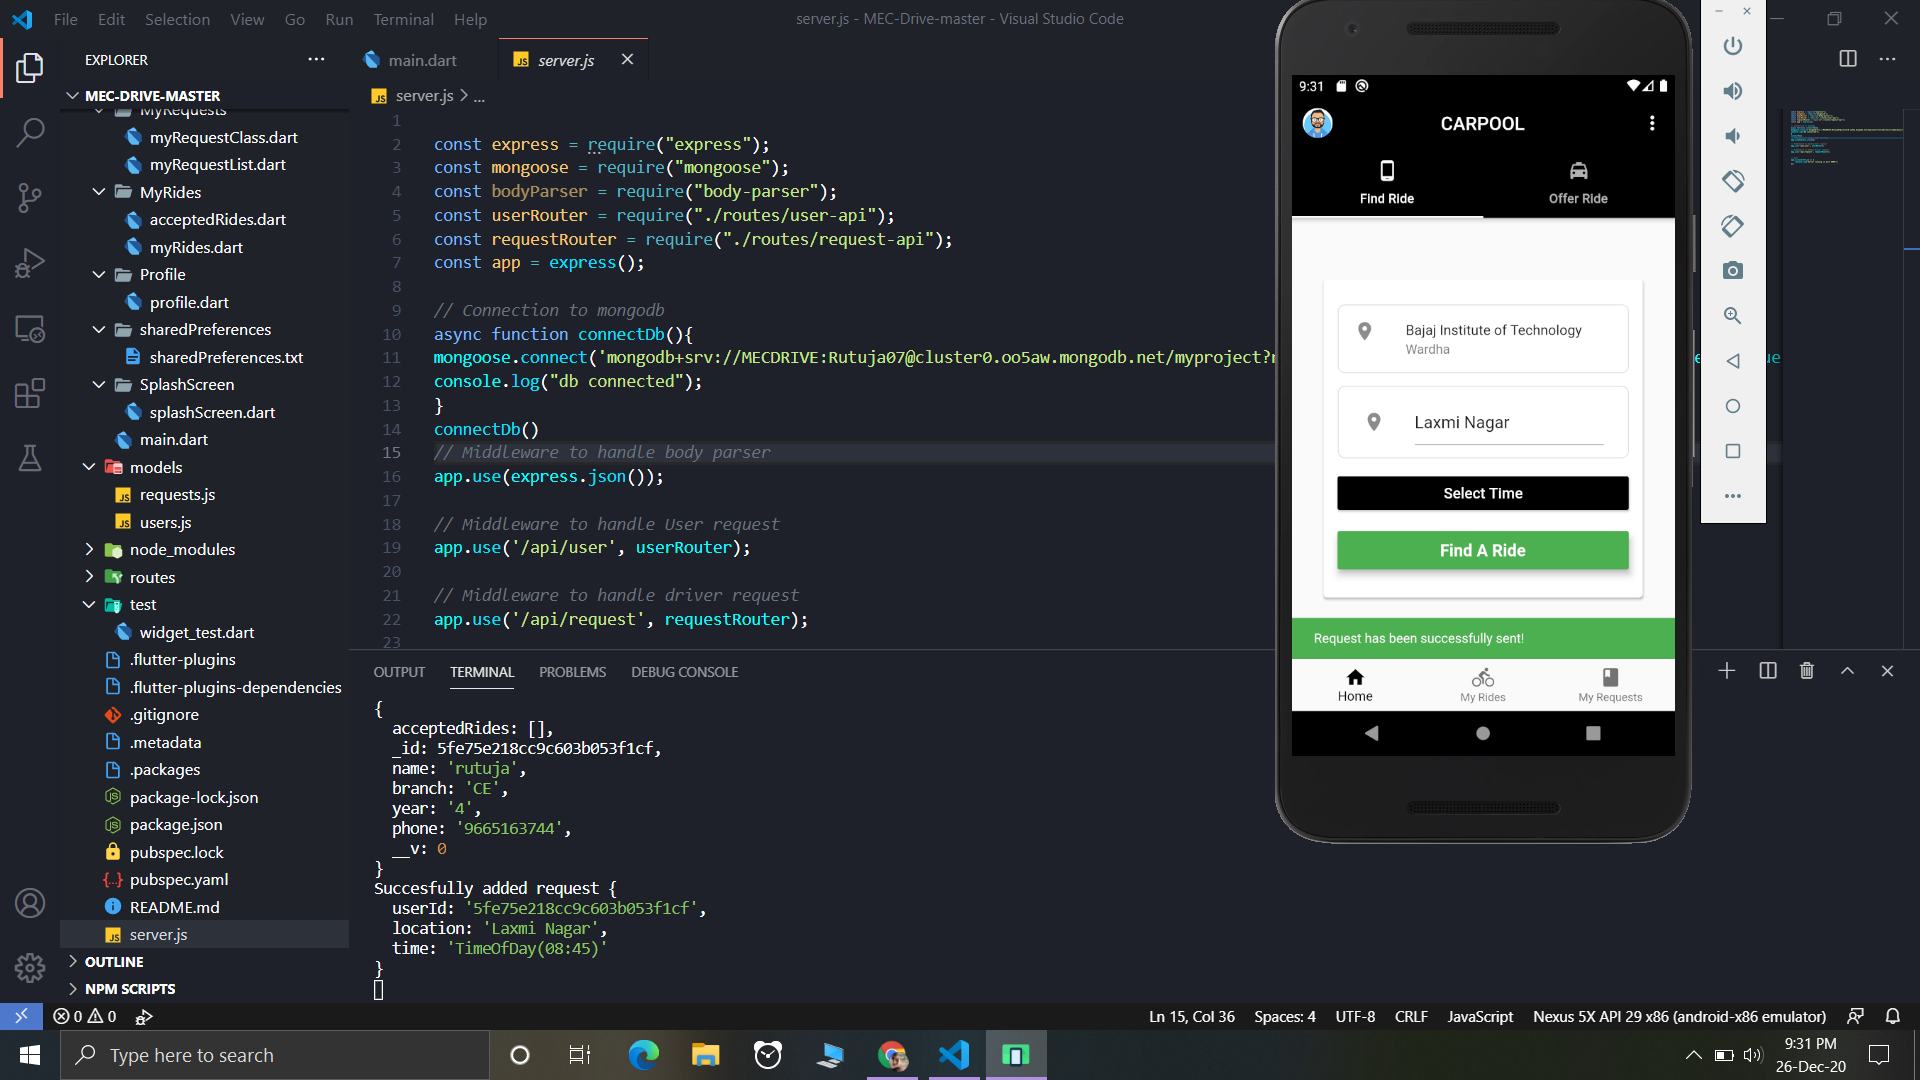 File Edit Selection View Go Run Terminal Help
server.js - MEC-Drive-master - Visual Studio Code
EXPLORER
MEC-DRIVE-MASTER
MyRequests
myRequestClass.dart
myRequestList.dart
MyRides
acceptedRides.dart
myRides.dart
Profile
profile.dart
sharedPreferences
sharedPreferences.txt
SplashScreen
splashScreen.dart
main.dart
models
requests.js
users.js
node_modules
routes
test
widget_test.dart
.flutter-plugins
.flutter-plugins-dependencies
.gitignore
.metadata
.packages
package-lock.json
package.json
pubspec.lock
pubspec.yaml
README.md
server.js
OUTLINE
NPM SCRIPTS
main.dart
server.js
server.js > ...
1
2 const express = require("express");
3 const mongoose = require("mongoose");
4 const bodyParser = require("body-parser");
5 const userRouter = require("./routes/user-api");
6 const requestRouter = require("./routes/request-api");
7 const app = express();
8
9 // Connection to mongodb
10 async function connectDb(){
11 mongoose.connect('mongodb+srv://MECDRIVE:Rutuja07@cluster0.oo5aw.mongodb.net/myproject?r
12 console.log("db connected");
13 }
14 connectDb()
15 // Middleware to handle body parser
16 app.use(express.json());
17
18 // Middleware to handle User request
19 app.use('/api/user', userRouter);
20
21 // Middleware to handle driver request
22 app.use('/api/request', requestRouter);
23
OUTPUT TERMINAL PROBLEMS DEBUG CONSOLE
{
acceptedRides: [],
_id: 5fe75e218cc9c603b053f1cf,
name: 'rutuja',
branch: 'CE',
year: '4',
phone: '9665163744',
__v: 0
}
Succesfully added request {
userId: '5fe75e218cc9c603b053f1cf',
location: 'Laxmi Nagar',
time: 'TimeOfDay(08:45)'
}
9:31
CARPOOL
Find Ride
Offer Ride
Bajaj Institute of Technology
Wardha
Laxmi Nagar
Select Time
Find A Ride
Request has been successfully sent!
Home
My Rides
My Requests
ue
0 0
Ln 15, Col 36 Spaces: 4 UTF-8 CRLF JavaScript Nexus 5X API 29 x86 (android-x86 emulator)
Type here to search
9:31 PM
26-Dec-20